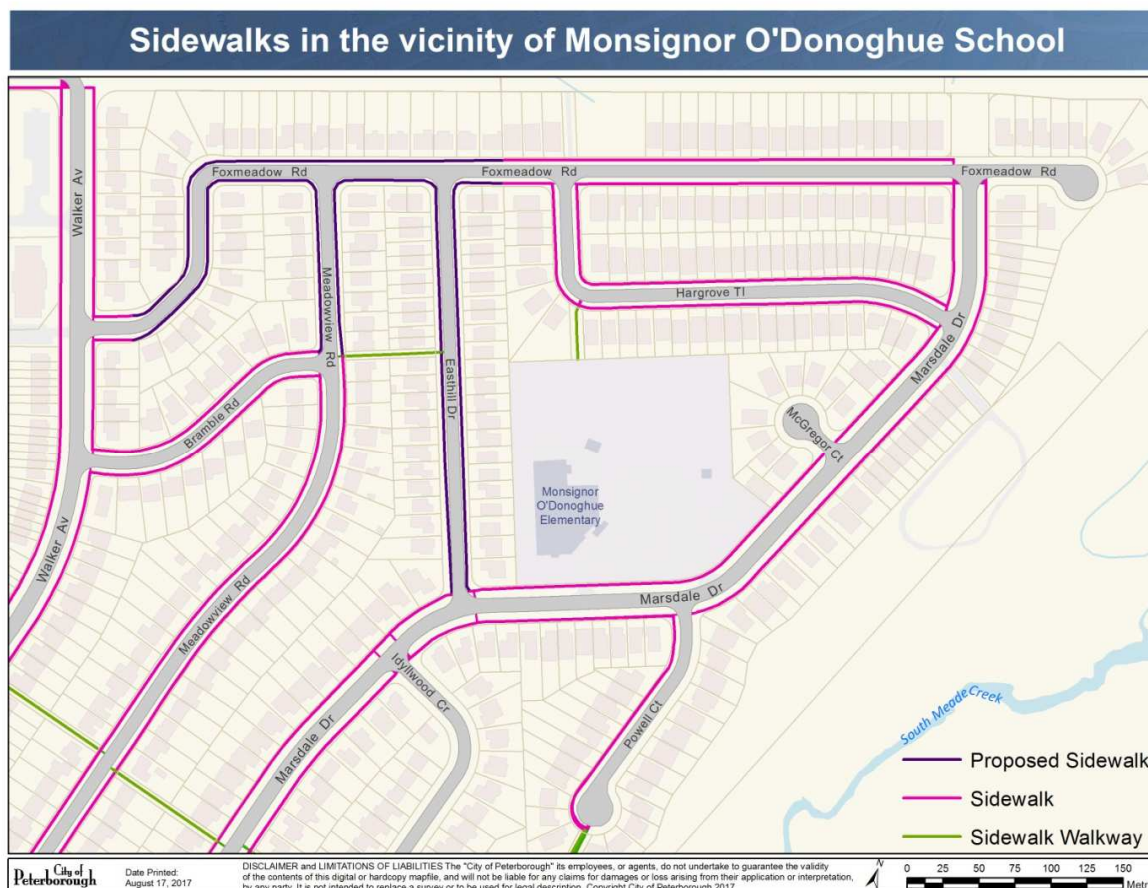 Sidewalks in the vicinity of Monsignor O'Donoghue School
Walker Av
Foxmeadow Rd
Foxmeadow Rd
Foxmeadow Rd
Meadowview Rd
Hargrove Tl
Marsdale Dr
Easthill Dr
Bramble Rd
McGregor Ct
Monsignor
O'Donoghue
Elementary
Walker Av
Marsdale Dr
Meadowview Rd
Idyllwood Cr
Powell Ct
Marsdale Dr
South Meade Creek
Proposed Sidewalk
Sidewalk
Sidewalk Walkway
City of
Peterborough
Date Printed:
August 17, 2017
DISCLAIMER and LIMITATIONS OF LIABILITIES The "City of Peterborough" its employees, or agents, do not undertake to guarantee the validity
of the contents of this digital or hardcopy mapfile, and will not be liable for any claims for damages or loss arising from their application or interpretation,
by any party. It is not intended to replace a survey or to be used for legal description. Copyright City of Peterborough 2017
N
0 25 50 75 100 125 150